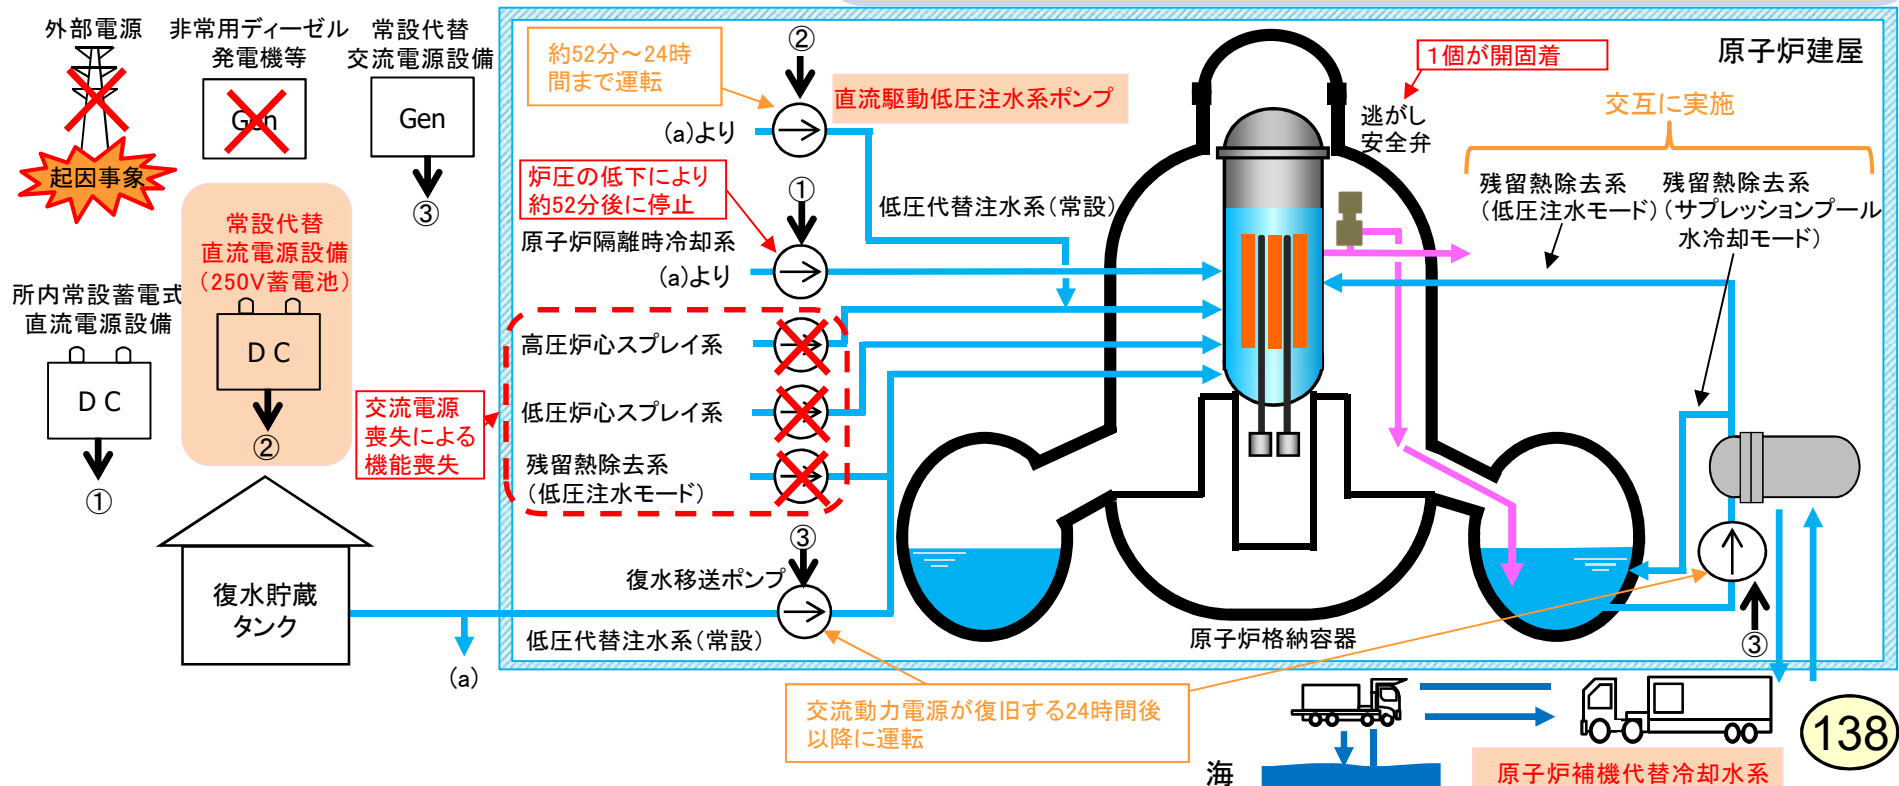 外部電源
非常用ディーゼル
発電機等
常設代替
交流電源設備
Gen
Gen
起因事象
③
常設代替
直流電源設備
(250V蓄電池)
D C
②
所内常設蓄電式
直流電源設備
D C
①
復水貯蔵
タンク
(a)
交流電源
喪失による
機能喪失
原子炉建屋
約52分～24時
間まで運転
②
直流駆動低圧注水系ポンプ
(a)より
炉圧の低下により
約52分後に停止
①
低圧代替注水系(常設)
原子炉隔離時冷却系
(a)より
高圧炉心スプレイ系
低圧炉心スプレイ系
残留熱除去系
(低圧注水モード)
③
復水移送ポンプ
低圧代替注水系(常設)
1個が開固着
逃がし
安全弁
交互に実施
残留熱除去系
(低圧注水モード)
残留熱除去系
(サプレッションプール
水冷却モード)
原子炉格納容器
③
交流動力電源が復旧する24時間後
以降に運転
海
原子炉補機代替冷却水系
138